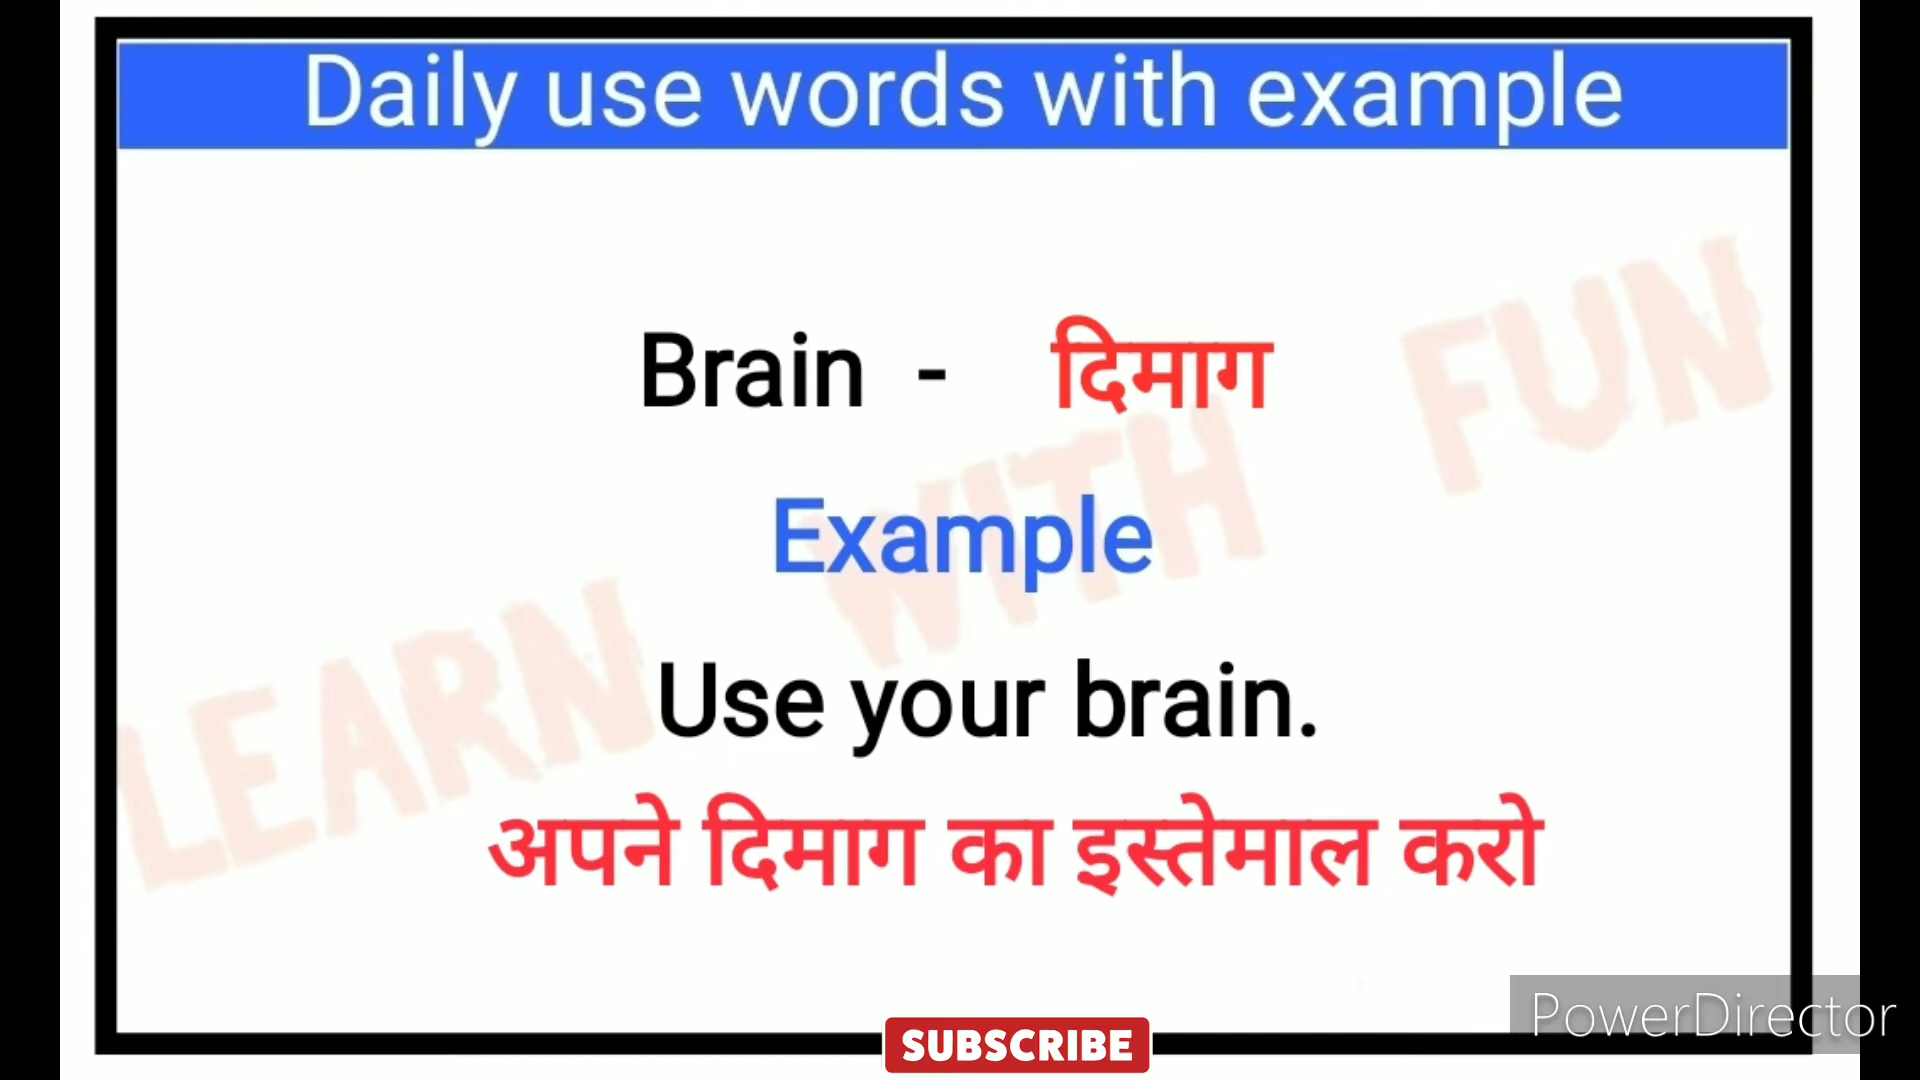 Daily use words with example
Brain - दिमाग
Example
Use your brain.
अपने दिमाग का इस्तेमाल करो
LEARN WITH FUN
PowerDirector
SUBSCRIBE